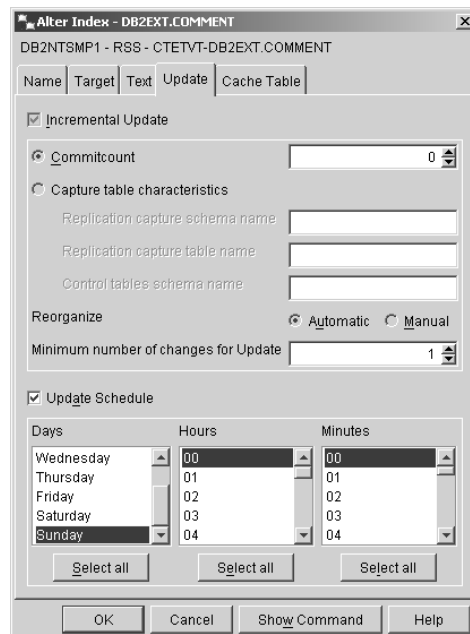 Alter Index - DB2EXT.COMMENT
DB2NTSMP1 - RSS - CTETVT-DB2EXT.COMMENT
Name Target Text Update Cache Table
Incremental Update
Commitcount 0
Capture table characteristics
Replication capture schema name
Replication capture table name
Control tables schema name
Reorganize Automatic Manual
Minimum number of changes for Update 1
Update Schedule
Days Hours Minutes
Wednesday 00 00
Thursday 01 01
Friday 02 02
Saturday 03 03
Sunday 04 04
Select all Select all Select all
OK Cancel Show Command Help